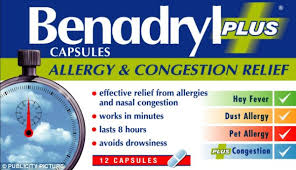 Benadryl PLUS
CAPSULES
ALLERGY & CONGESTION RELIEF
• effective relief from allergies
and nasal congestion
• works in minutes
• lasts 8 hours
• avoids drowsiness
12 CAPSULES
Hay Fever ✓
Dust Allergy ✓
Pet Allergy ✓
PLUS Congestion ✓
© PUBLICITY PICTURE